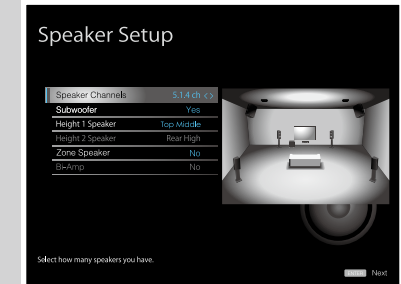 Speaker Setup
Speaker Channels 5.1.4 ch <>
Subwoofer Yes
Height 1 Speaker Top Middle
Height 2 Speaker Rear High
Zone Speaker No
Bi-Amp No
Select how many speakers you have.
ENTER Next